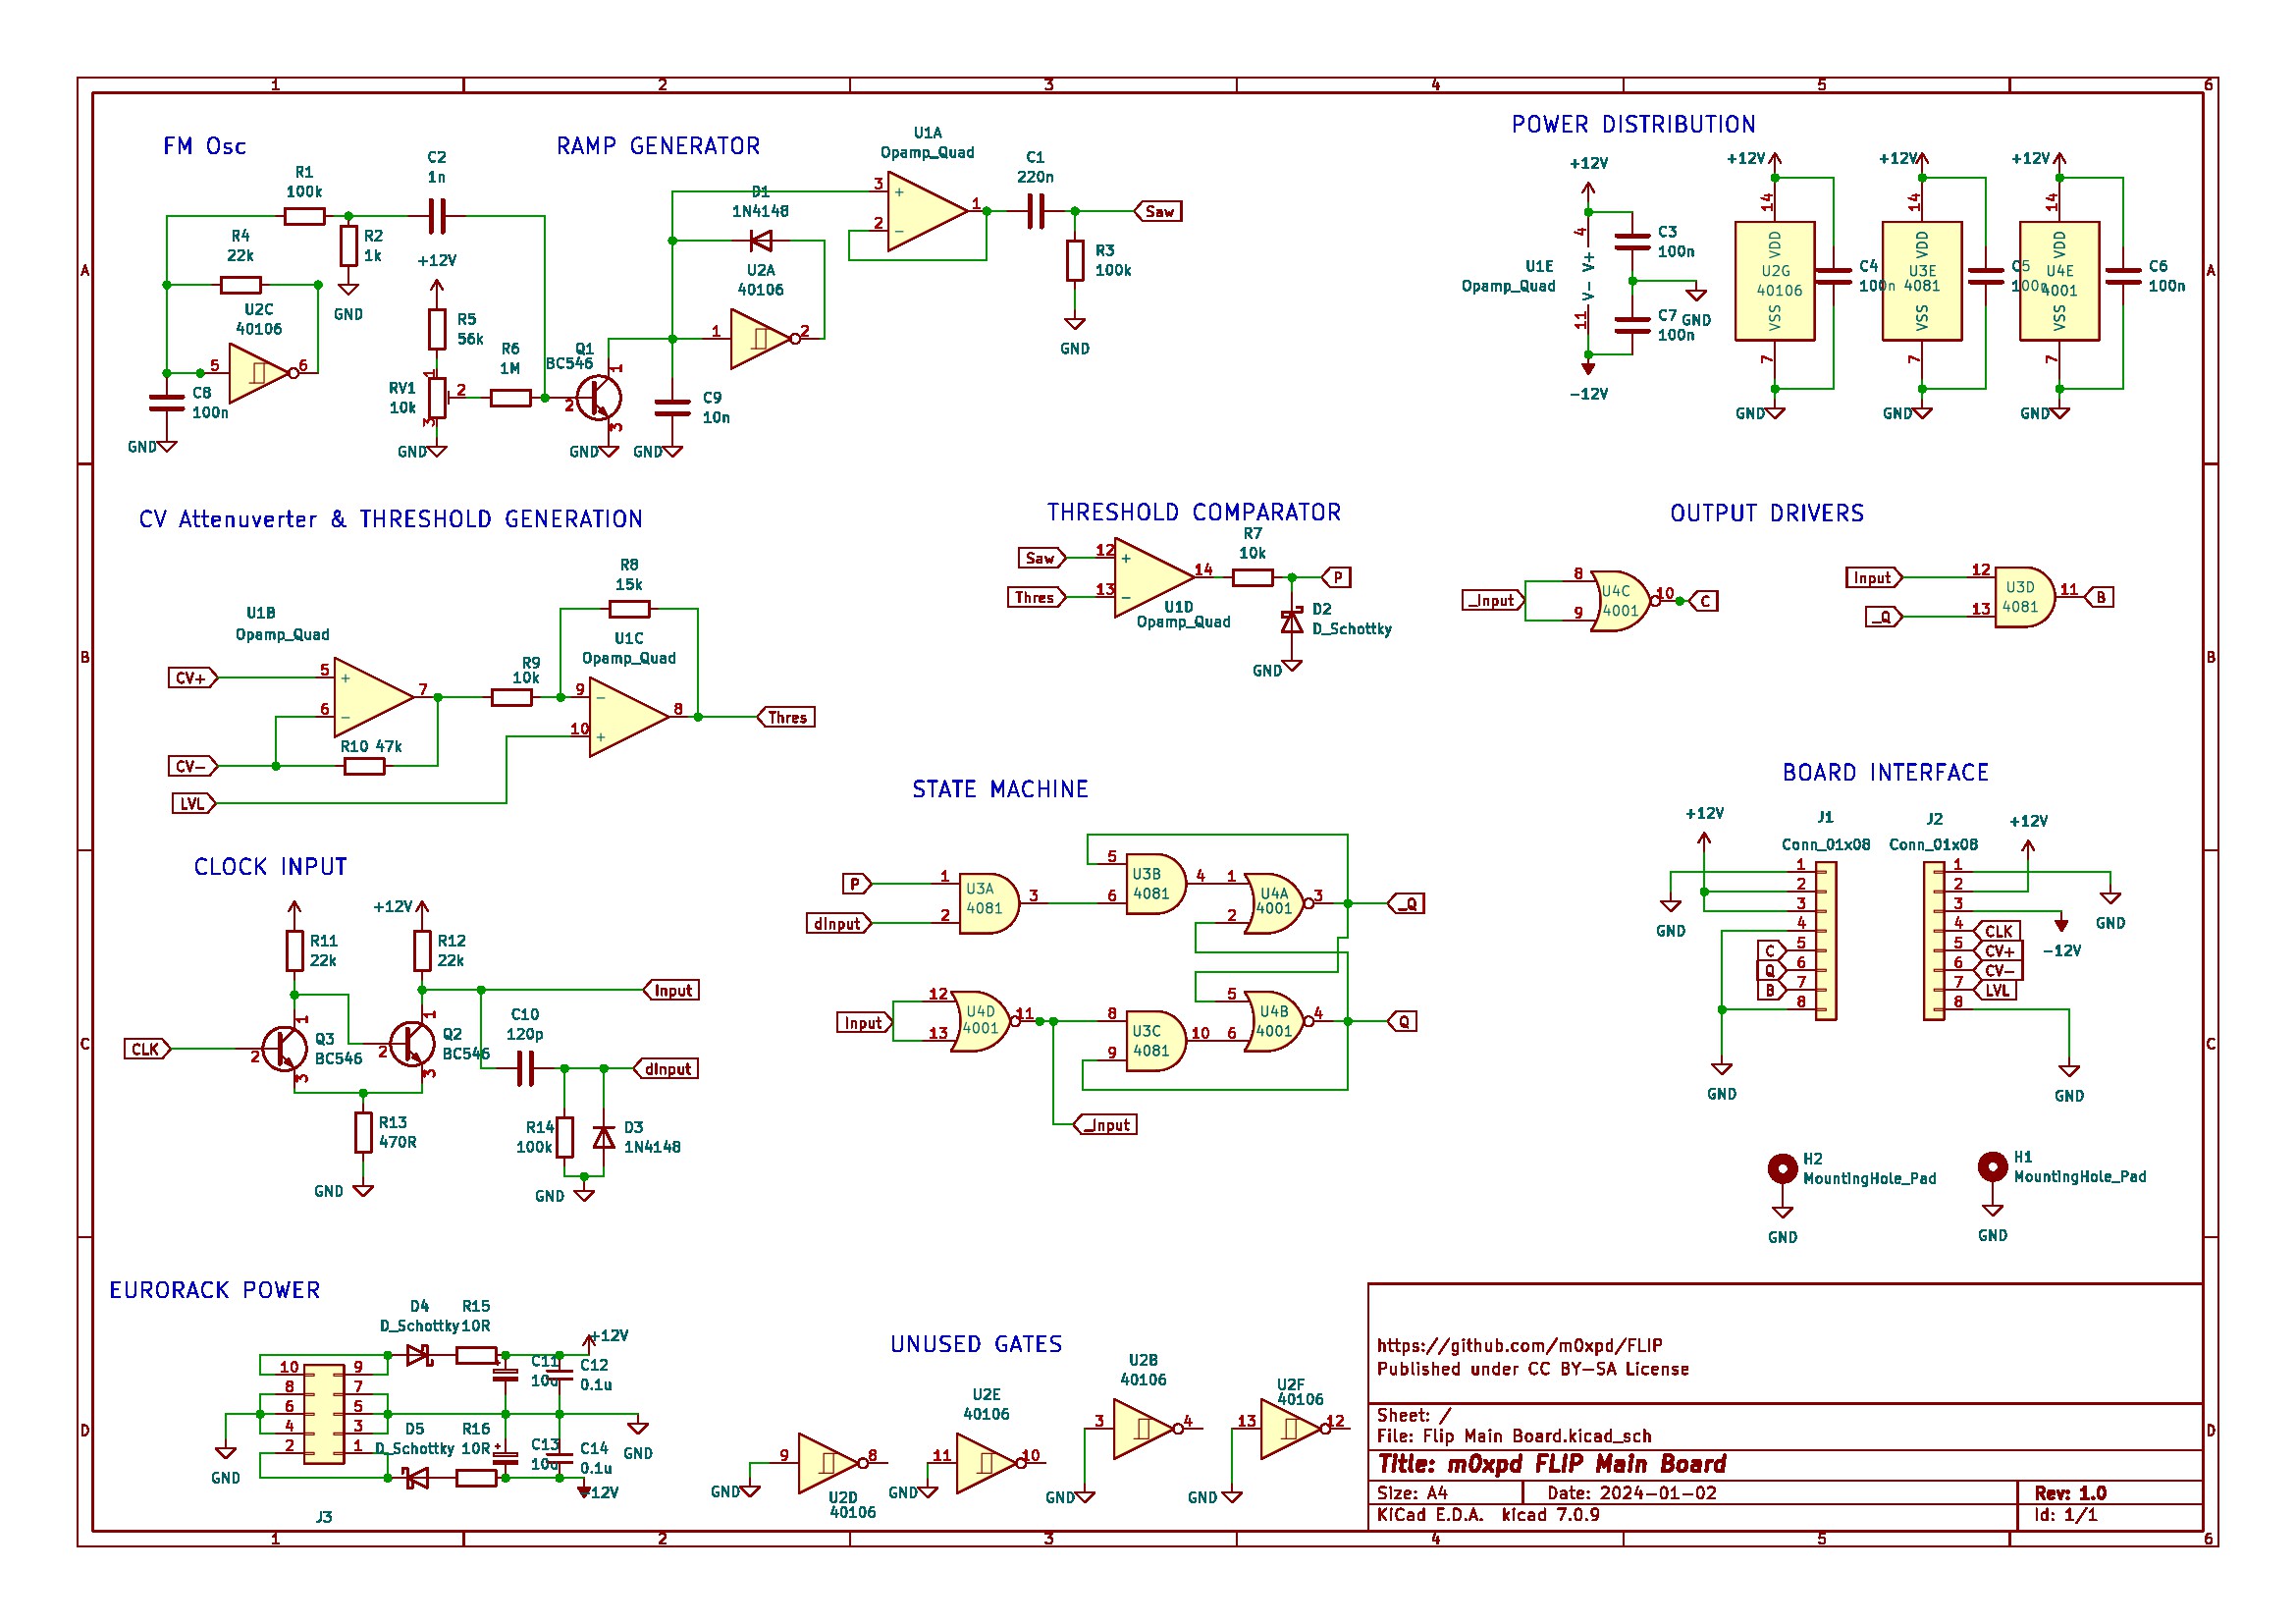 1 2 3 4 5 6
A
B
C
D
FM Osc
R1
100k
C2
1n
R4
22k
R2
1k
GND
U2C
40106
5
6
C8
100n
GND
+12V
R5
56k
RV1
10k
1
2
3
GND
R6
1M
Q1
BC546
1
2
3
GND
RAMP GENERATOR
D1
1N4148
U2A
40106
1
2
C9
10n
GND
U1A
Opamp_Quad
3
+
2
-
1
C1
220n
Saw
R3
100k
GND
POWER DISTRIBUTION
+12V
4
V+
V-
11
U1E
Opamp_Quad
C3
100n
C7
100n
GND
-12V
+12V
14
VDD
U2G
40106
VSS
7
GND
C4
100n
+12V
14
VDD
U3E
4081
VSS
7
GND
C5
100n
+12V
14
VDD
U4E
4001
VSS
7
GND
C6
100n
CV Attenuverter & THRESHOLD GENERATION
U1B
Opamp_Quad
CV+
5
+
6
-
7
R10 47k
CV-
LVL
R9
10k
R8
15k
U1C
Opamp_Quad
9
-
10
+
8
Thres
THRESHOLD COMPARATOR
Saw
12
+
Thres
13
-
14
U1D
Opamp_Quad
R7
10k
P
D2
D_Schottky
GND
OUTPUT DRIVERS
_Input
8
9
U4C
4001
10
C
Input
12
_Q
13
U3D
4081
11
B
CLOCK INPUT
R11
22k
+12V
R12
22k
CLK
2
1
3
Q3
BC546
2
1
3
Q2
BC546
R13
470R
GND
Input
C10
120p
dInput
R14
100k
D3
1N4148
GND
STATE MACHINE
P
1
dInput
2
U3A
4081
3
5
6
U3B
4081
4
1
2
U4A
4001
3
_Q
Input
12
13
U4D
4001
11
8
9
U3C
4081
10
5
6
U4B
4001
4
Q
_Input
BOARD INTERFACE
+12V
J1
Conn_01x08
1
2
3
4
5
6
7
8
C
Q
B
GND
GND
J2
Conn_01x08
+12V
1
2
3
4
5
6
7
8
CLK
CV+
CV-
LVL
GND
-12V
GND
H2
MountingHole_Pad
GND
H1
MountingHole_Pad
GND
EURORACK POWER
D4
D_Schottky
R15
10R
+12V
C11
10u
C12
0.1u
10
8
6
4
2
9
7
5
3
1
GND
GND
D5
D_Schottky
R16
10R
C13
10u
C14
0.1u
-12V
J3
UNUSED GATES
9
8
GND
U2D
40106
U2E
40106
11
10
GND
U2B
40106
3
4
GND
U2F
40106
13
12
GND
https://github.com/m0xpd/FLIP
Published under CC BY-SA License
Sheet: /
File: Flip Main Board.kicad_sch
Title: m0xpd FLIP Main Board
Size: A4
Date: 2024-01-02
Rev: 1.0
KiCad E.D.A. kicad 7.0.9
Id: 1/1
1 2 3 4 5 6
A
B
C
D